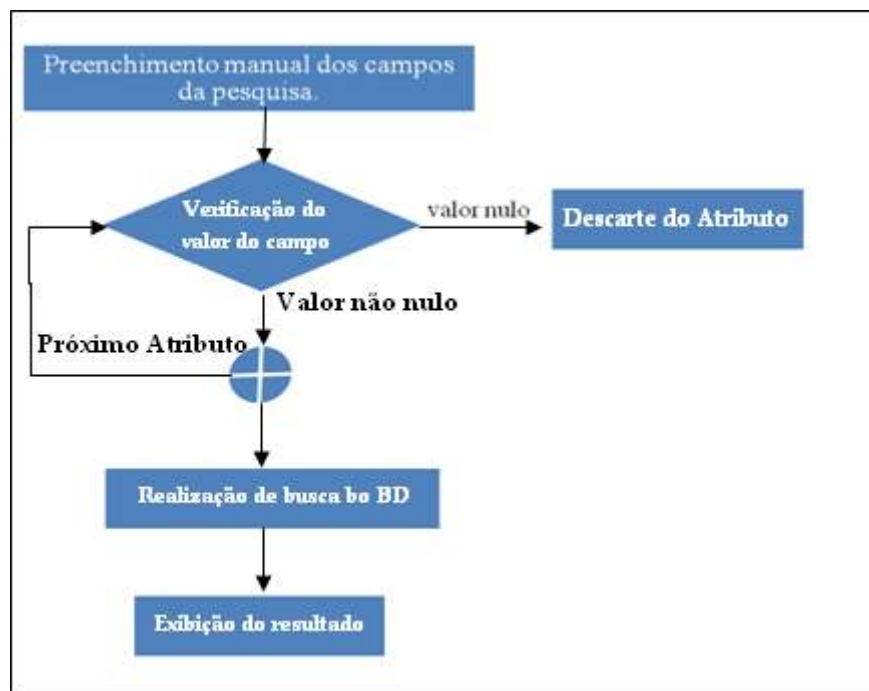 Preenchimento manual dos campos
da pesquisa.
Verificação do
valor do campo
valor nulo
Descarte do Atributo
Valor não nulo
Próximo Atributo
Realização de busca bo BD
Exibição do resultado